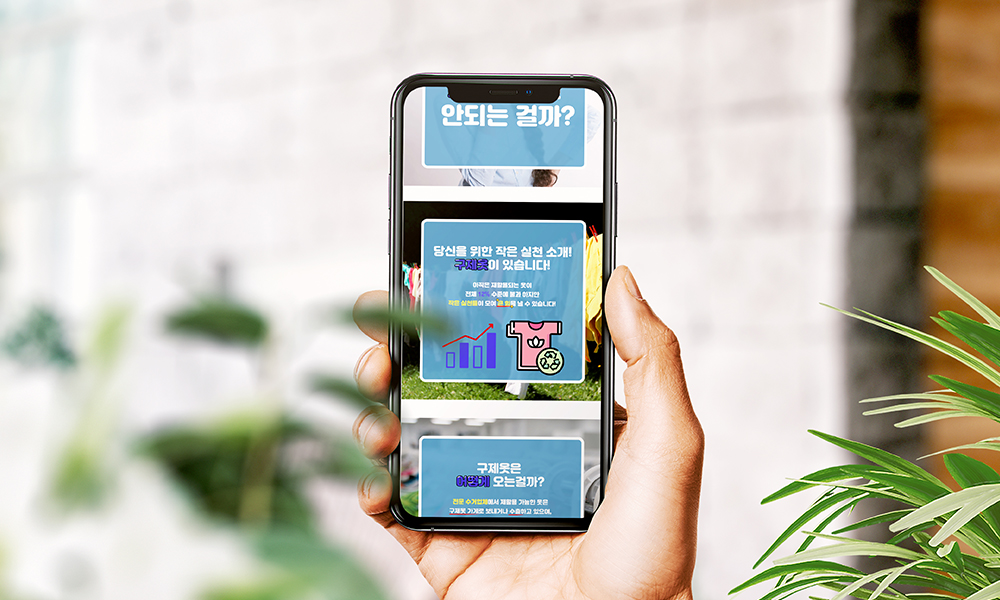 안되는 걸까?
당신을 위한 작은 실천 소개!
구제옷이 있습니다!
아직은 재활용되는 옷이
전체 12% 수준에 불과 하지만
작은 실천들이 모여 큰 일을 해 낼 수 있습니다!
구제옷은
어떻게 오는걸까?
전문 수거업체에서 재활용 가능한 옷은
구제옷 가게로 보내거나 수출하고 있으며,